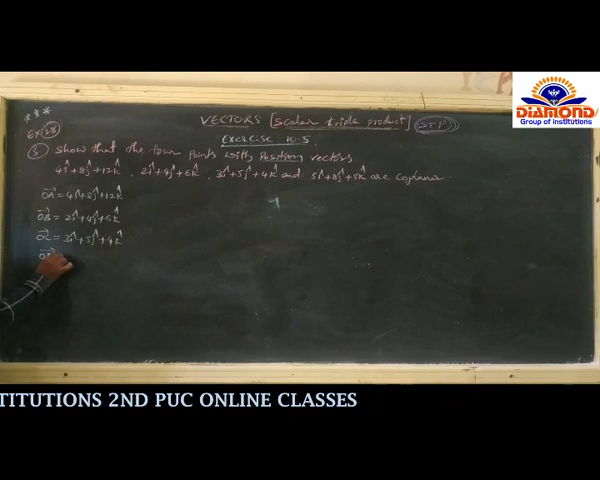 DIAMOND
Group of institutions
***
VECTORS [Scalar triple product] (STP)
Ex (28)
Exercise 10.5
3) Show that the four points with Position vectors
4î+8ĵ+12k̂ , 2î+4ĵ+6k̂ , 3î+5ĵ+4k̂ and 5î+8ĵ+5k̂ are coplanar.
OA⃗ = 4î+8ĵ+12k̂
OB⃗ = 2î+4ĵ+6k̂
OC⃗ = 3î+5ĵ+4k̂
TITUTIONS 2ND PUC ONLINE CLASSES